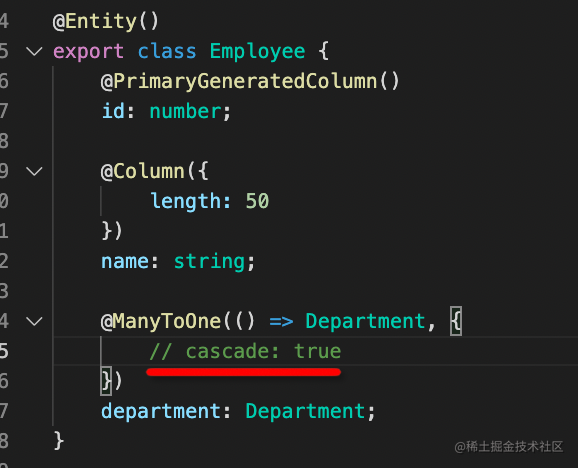 4 @Entity()
5 export class Employee {
6 @PrimaryGeneratedColumn()
7 id: number;
8
9 @Column({
0 length: 50
1 })
2 name: string;
3
4 @ManyToOne(() => Department, {
5 // cascade: true
6 })
7 department: Department;
8 }
@稀土掘金技术社区